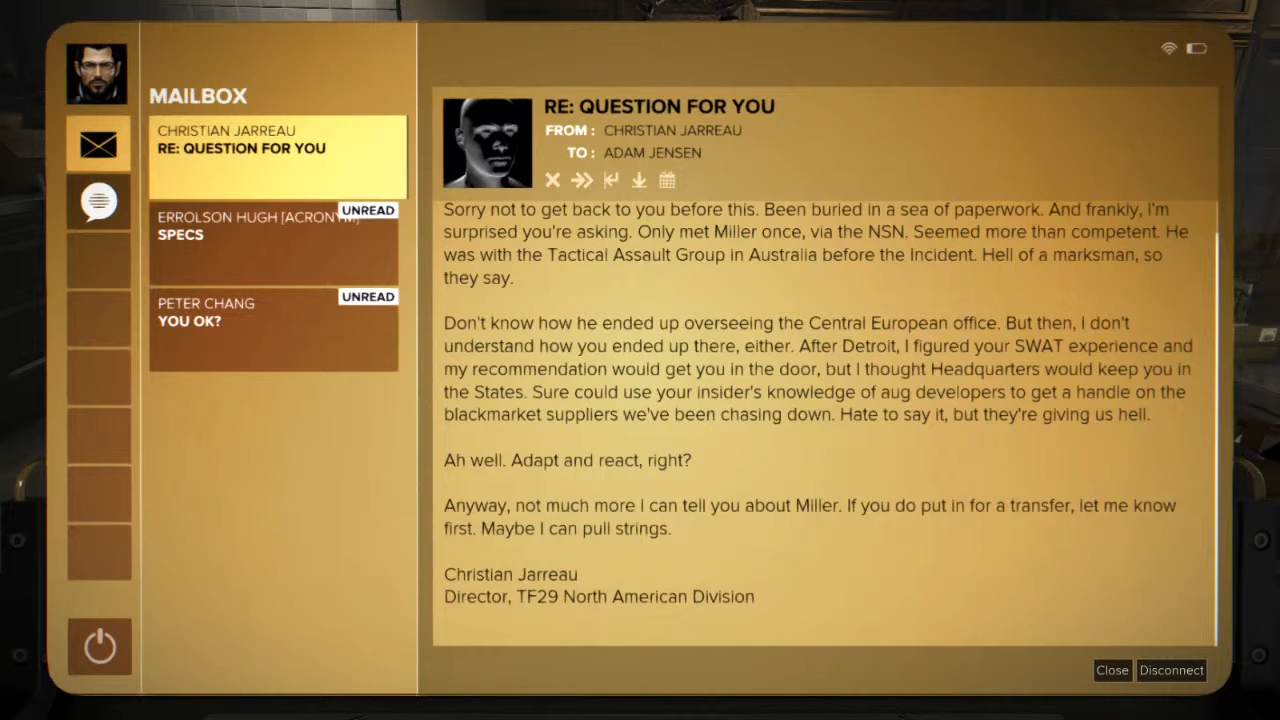 MAILBOX
CHRISTIAN JARREAU
RE: QUESTION FOR YOU
UNREAD
ERROLSON HUGH [ACRONYM]
SPECS
UNREAD
PETER CHANG
YOU OK?
RE: QUESTION FOR YOU
FROM : CHRISTIAN JARREAU
TO : ADAM JENSEN
Sorry not to get back to you before this. Been buried in a sea of paperwork. And frankly, I'm
surprised you're asking. Only met Miller once, via the NSN. Seemed more than competent. He
was with the Tactical Assault Group in Australia before the Incident. Hell of a marksman, so
they say.
Don't know how he ended up overseeing the Central European office. But then, I don't
understand how you ended up there, either. After Detroit, I figured your SWAT experience and
my recommendation would get you in the door, but I thought Headquarters would keep you in
the States. Sure could use your insider's knowledge of aug developers to get a handle on the
blackmarket suppliers we've been chasing down. Hate to say it, but they're giving us hell.
Ah well. Adapt and react, right?
Anyway, not much more I can tell you about Miller. If you do put in for a transfer, let me know
first. Maybe I can pull strings.
Christian Jarreau
Director, TF29 North American Division
Close
Disconnect